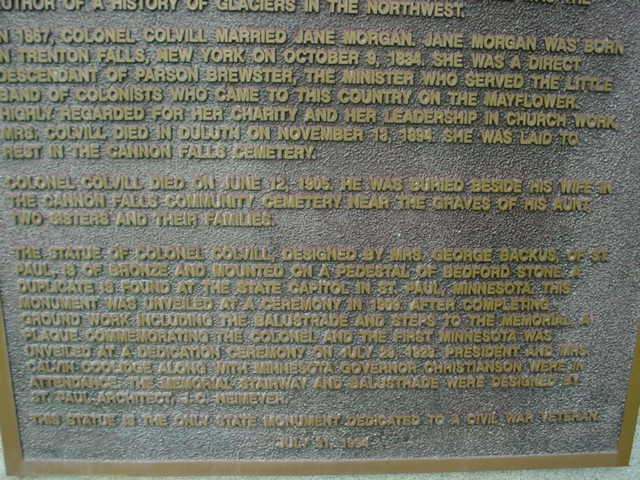 AUTHOR OF A HISTORY OF GLACIERS IN THE NORTHWEST.
IN 1867, COLONEL COLVILL MARRIED JANE MORGAN. JANE MORGAN WAS BORN
IN TRENTON FALLS, NEW YORK ON OCTOBER 9, 1834. SHE WAS A DIRECT
DESCENDANT OF PARSON BREWSTER, THE MINISTER WHO SERVED THE LITTLE
BAND OF COLONISTS WHO CAME TO THIS COUNTRY ON THE MAYFLOWER.
HIGHLY REGARDED FOR HER CHARITY AND HER LEADERSHIP IN CHURCH WORK,
MRS. COLVILL DIED IN DULUTH ON NOVEMBER 18, 1894. SHE WAS LAID TO
REST IN THE CANNON FALLS CEMETERY.
COLONEL COLVILL DIED ON JUNE 12, 1905. HE WAS BURIED BESIDE HIS WIFE IN
THE CANNON FALLS COMMUNITY CEMETERY NEAR THE GRAVES OF HIS AUNT,
TWO SISTERS AND THEIR FAMILIES.
THE STATUE OF COLONEL COLVILL, DESIGNED BY MRS. GEORGE BACKUS, OF ST.
PAUL, IS OF BRONZE AND MOUNTED ON A PEDESTAL OF BEDFORD STONE. A
DUPLICATE IS FOUND AT THE STATE CAPITOL IN ST. PAUL, MINNESOTA. THIS
MONUMENT WAS UNVEILED AT A CEREMONY IN 1909. AFTER COMPLETING
GROUND WORK INCLUDING THE BALUSTRADE AND STEPS TO THE MEMORIAL, A
PLAQUE COMMEMORATING THE COLONEL AND THE FIRST MINNESOTA WAS
UNVEILED AT A DEDICATION CEREMONY ON JULY 29, 1928. PRESIDENT AND MRS.
CALVIN COOLIDGE ALONG WITH MINNESOTA GOVERNOR CHRISTIANSON WERE IN
ATTENDANCE. THE MEMORIAL STAIRWAY AND BALUSTRADE WERE DESIGNED BY
ST. PAUL ARCHITECT, NEIMEYER.
THIS STATUE IS THE ONLY STATE MONUMENT DEDICATED TO A CIVIL WAR VETERAN.
JULY 31,